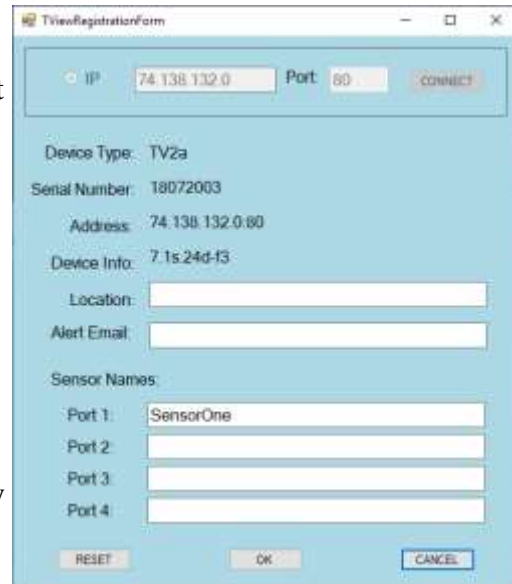 TViewRegistrationForm
t
IP 74.138.132.0 Port: 80 CONNECT
Device Type: TV2a
Serial Number: 18072003
Address: 74.138.132.0:80
Device Info: 7.1s.24d-f3
Location:
Alert Email:
Sensor Names:
Port 1: SensorOne
Port 2:
Port 3:
Port 4:
RESET OK CANCEL